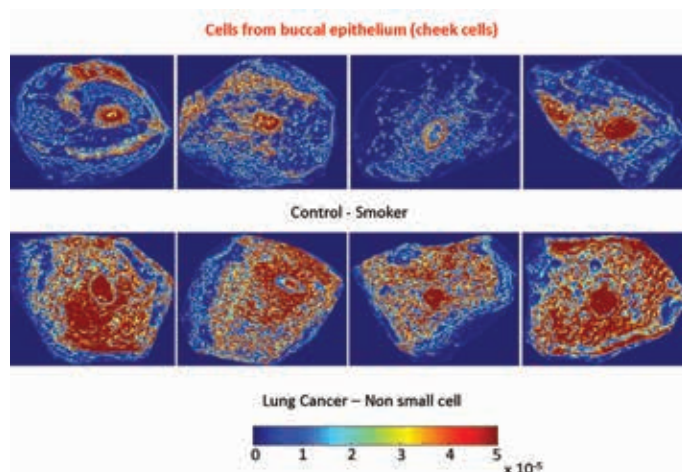 Cells from buccal epithelium (cheek cells)
Control - Smoker
Lung Cancer – Non small cell
0 1 2 3 4 5
x 10-5